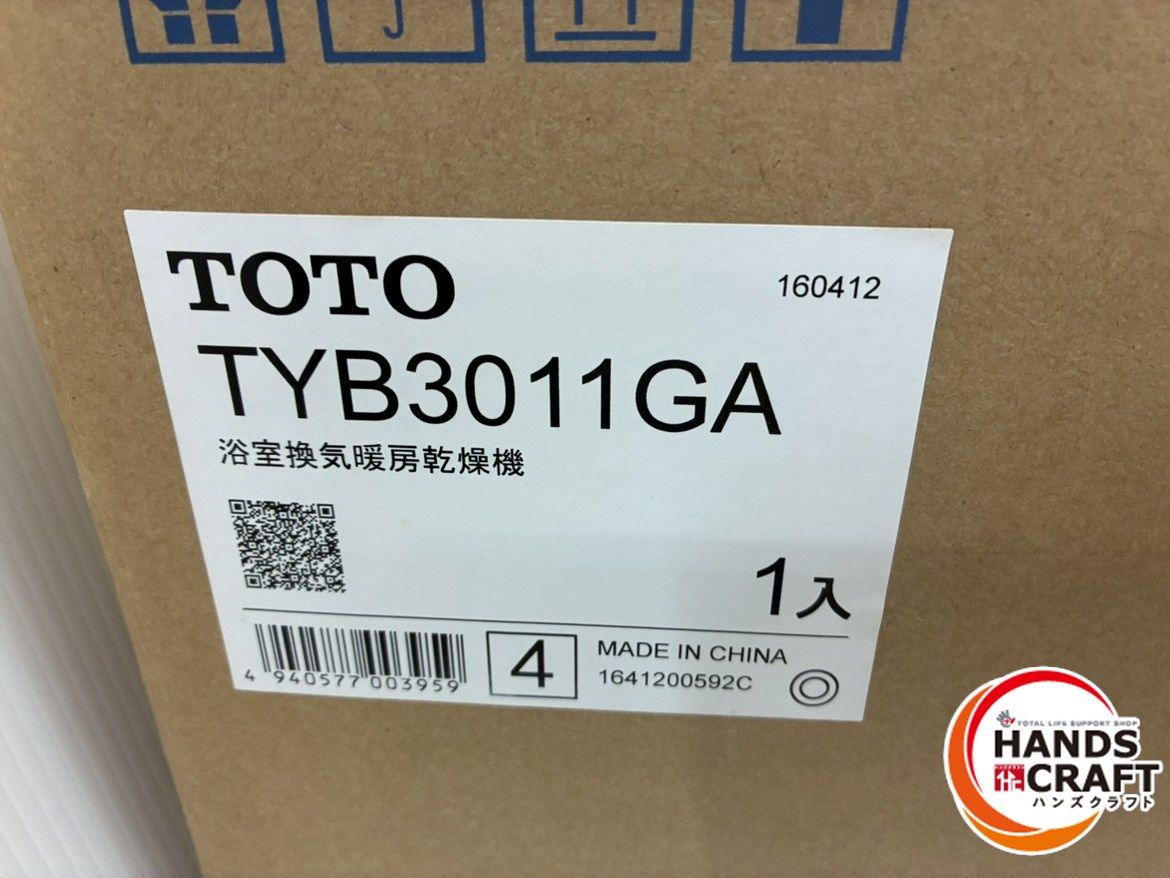 TOTO
160412
TYB3011GA
浴室換気暖房乾燥機
1入
4 940577 003959
4
MADE IN CHINA
1641200592C
TOTAL LIFE SUPPORT SHOP
HANDS
CRAFT
ハンズクラフト